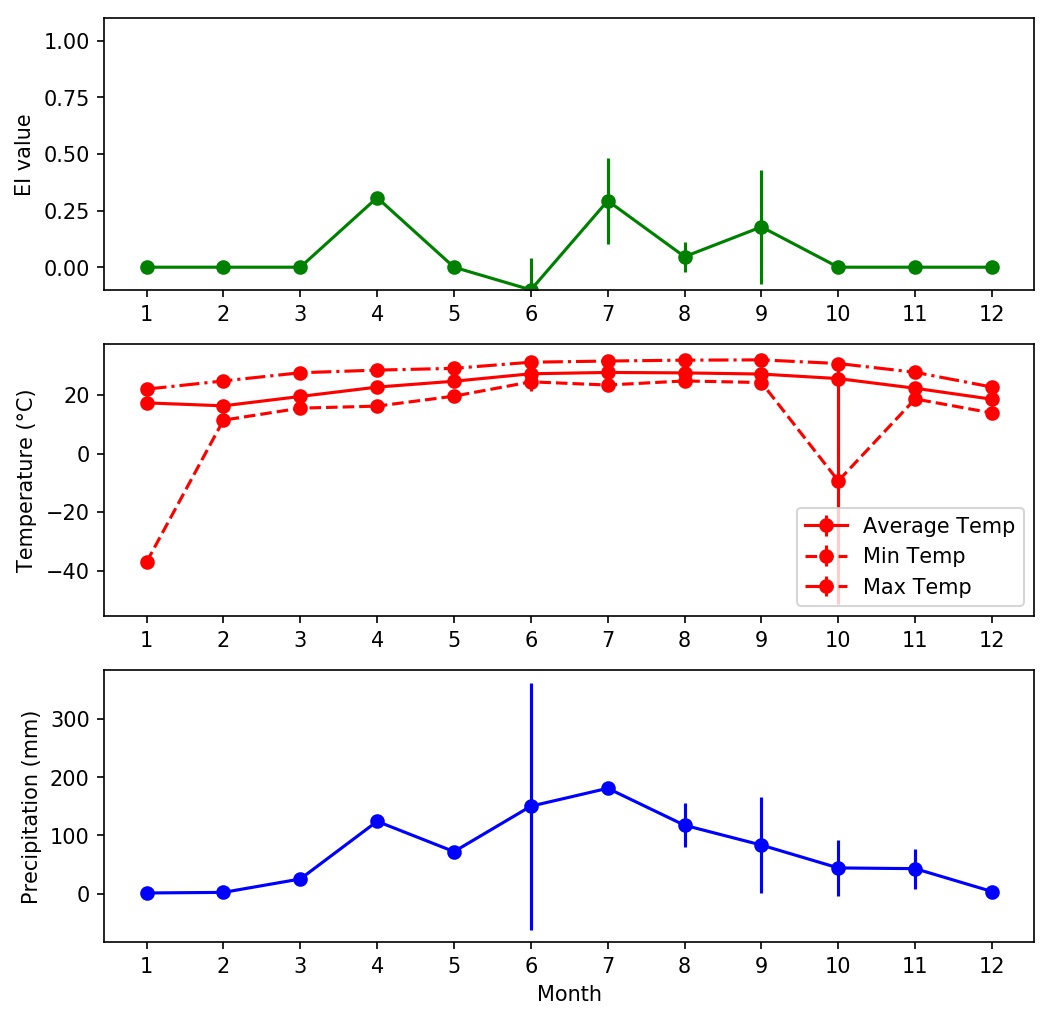 1.00
0.75
0.50
0.25
0.00
EI value
1 2 3 4 5 6 7 8 9 10 11 12
20
0
−20
−40
Temperature (°C)
Average Temp
Min Temp
Max Temp
1 2 3 4 5 6 7 8 9 10 11 12
300
200
100
0
Precipitation (mm)
1 2 3 4 5 6 7 8 9 10 11 12
Month